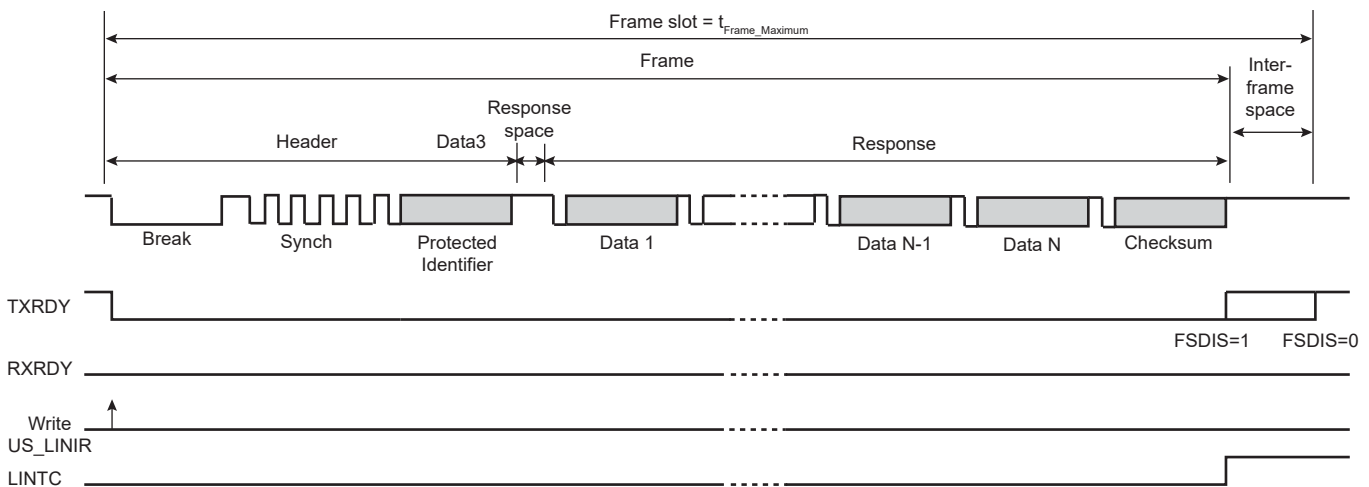 Frame slot = tFrame_Maximum
Frame
Inter-
frame
space
Response
space
Header
Data3
Response
Break
Synch
Protected
Identifier
Data 1
Data N-1
Data N
Checksum
TXRDY
FSDIS=1
FSDIS=0
RXRDY
Write
US_LINIR
LINTC